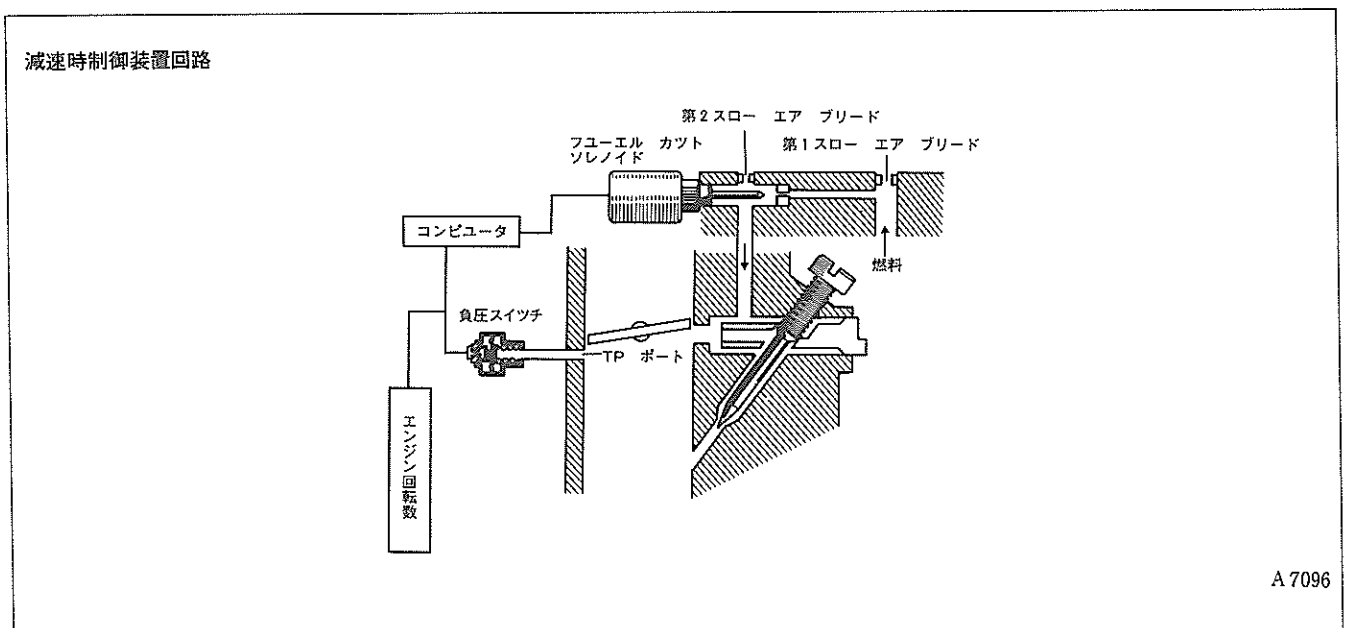 減速時制御装置回路
第2スロー エア ブリード
フユーエル カツト
ソレノイド
第1スロー エア ブリード
コンピユータ
燃料
負圧スイツチ
TP ポート
エンジン回転数
A 7096